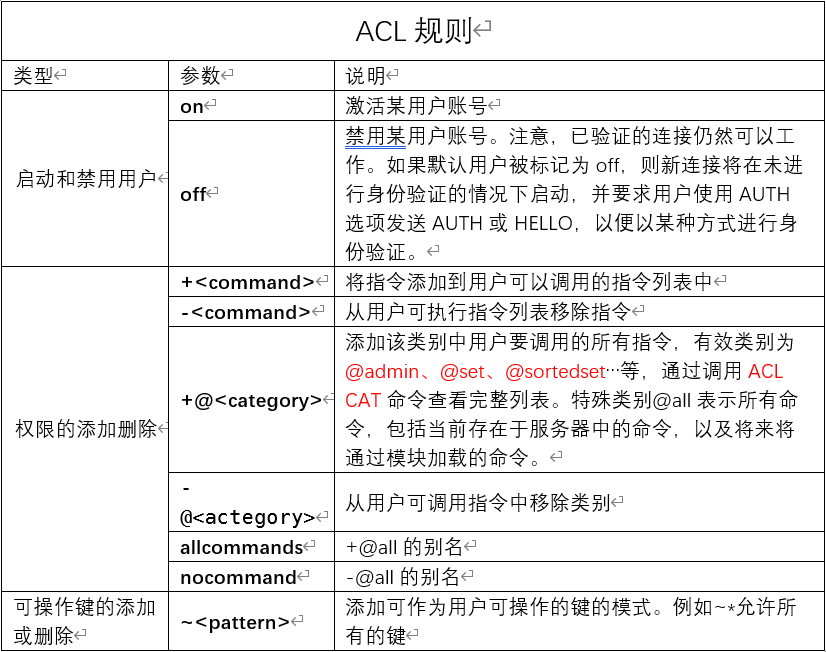 ACL 规则
类型
参数
说明
启动和禁用用户
on
激活某用户账号
off
禁用某用户账号。注意，已验证的连接仍然可以工
作。如果默认用户被标记为 off，则新连接将在未进
行身份验证的情况下启动，并要求用户使用 AUTH
选项发送 AUTH 或 HELLO，以便以某种方式进行身
份验证。
权限的添加删除
+<command>
将指令添加到用户可以调用的指令列表中
-<command>
从用户可执行指令列表移除指令
+@<category>
添加该类别中用户要调用的所有指令，有效类别为
@admin、@set、@sortedset…等，通过调用 ACL
CAT 命令查看完整列表。特殊类别@all 表示所有命
令，包括当前存在于服务器中的命令，以及将来将
通过模块加载的命令。
-
@<actegory>
从用户可调用指令中移除类别
allcommands
+@all 的别名
nocommand
-@all 的别名
可操作键的添加
或删除
~<pattern>
添加可作为用户可操作的键的模式。例如~*允许所
有的键